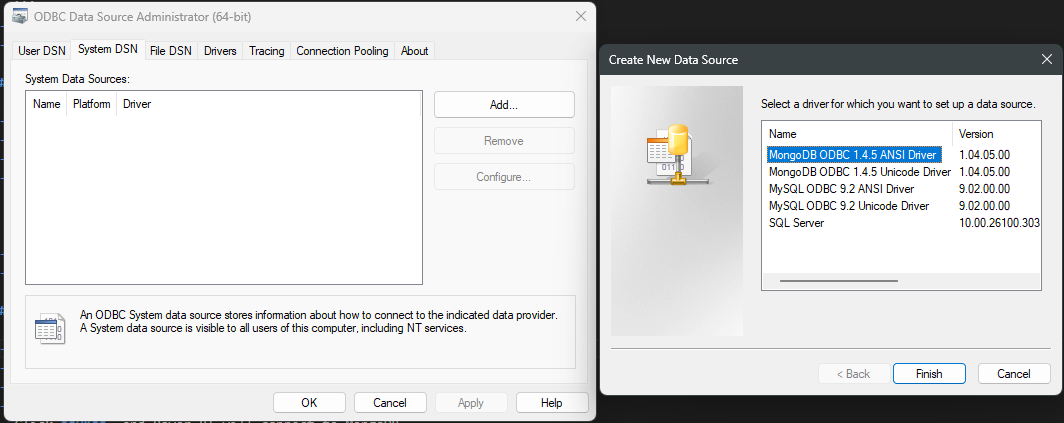 ODBC Data Source Administrator (64-bit)
User DSN System DSN File DSN Drivers Tracing Connection Pooling About
System Data Sources:
Name Platform Driver
Add...
Remove
Configure...
An ODBC System data source stores information about how to connect to the indicated data provider.
A System data source is visible to all users of this computer, including NT services.
OK Cancel Apply Help
Create New Data Source
Select a driver for which you want to set up a data source.
Name Version
MongoDB ODBC 1.4.5 ANSI Driver 1.04.05.00
MongoDB ODBC 1.4.5 Unicode Driver 1.04.05.00
MySQL ODBC 9.2 ANSI Driver 9.02.00.00
MySQL ODBC 9.2 Unicode Driver 9.02.00.00
SQL Server 10.00.26100.303
< Back Finish Cancel